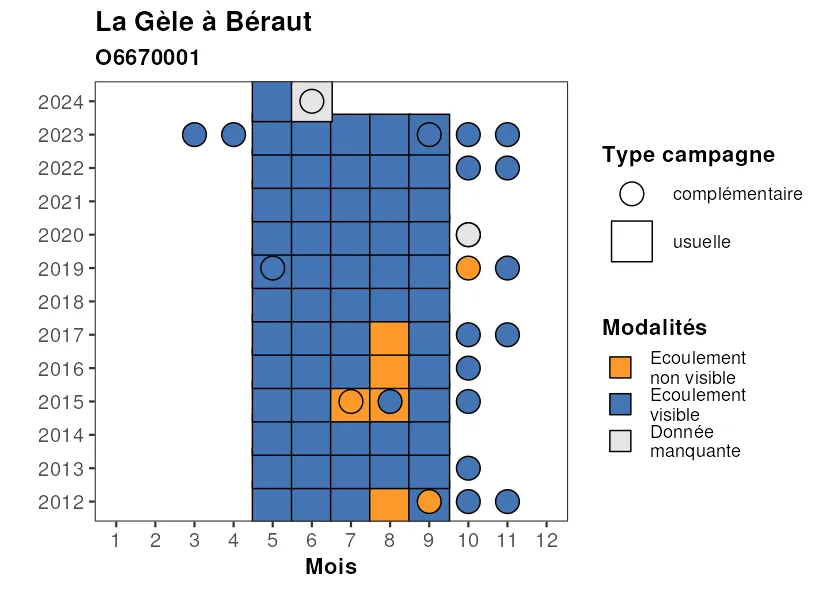 La Gèle à Béraut
O6670001
2024
2023
2022
2021
2020
2019
2018
2017
2016
2015
2014
2013
2012
1 2 3 4 5 6 7 8 9 10 11 12
Mois
Type campagne
complémentaire
usuelle
Modalités
Ecoulement
non visible
Ecoulement
visible
Donnée
manquante